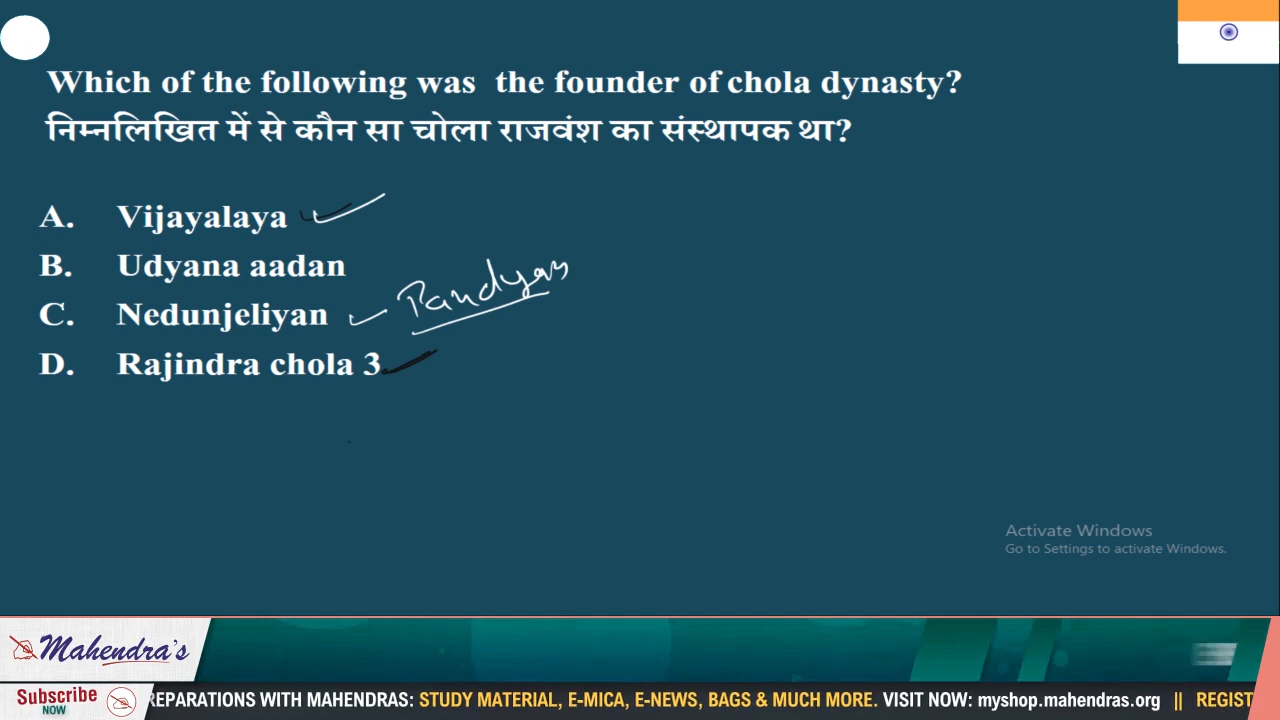 Which of the following was the founder of chola dynasty?
निम्नलिखित में से कौन सा चोला राजवंश का संस्थापक था?
A. Vijayalaya
B. Udyana aadan
C. Nedunjeliyan Pandyas
D. Rajindra chola 3
Activate Windows
Go to Settings to activate Windows.
Mahendra's
Subscribe
NOW
REPARATIONS WITH MAHENDRAS: STUDY MATERIAL, E-MICA, E-NEWS, BAGS & MUCH MORE. VISIT NOW: myshop.mahendras.org || REGIST